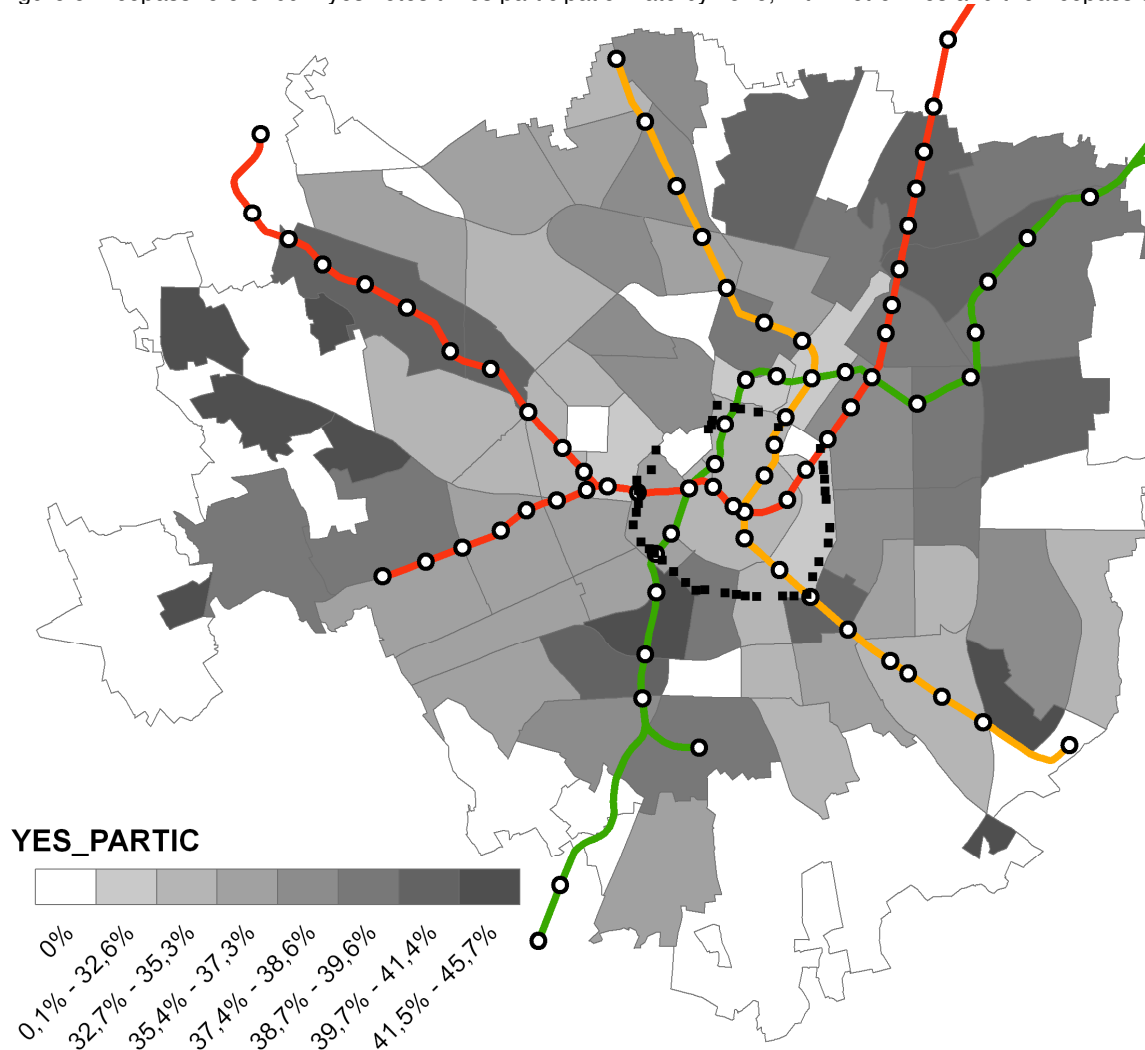 YES_PARTIC
0%
0,1% - 32,6%
32,7% - 35,3%
35,4% - 37,3%
37,4% - 38,6%
38,7% - 39,6%
39,7% - 41,4%
41,5% - 45,7%